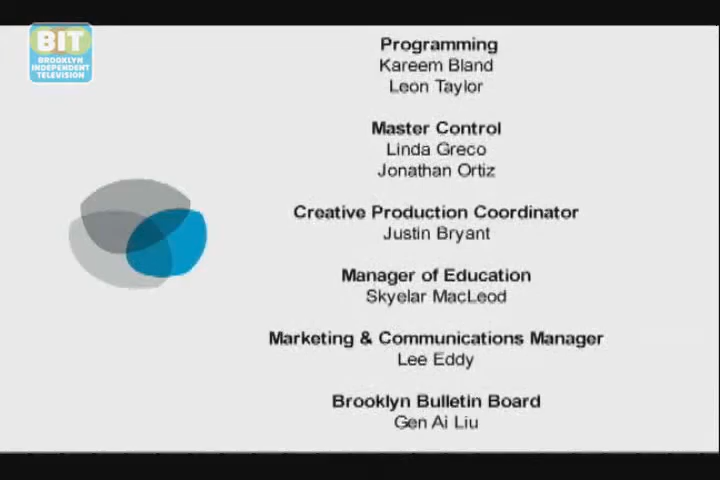 BIT
BROOKLYN
INDEPENDENT
TELEVISION
Programming
Kareem Bland
Leon Taylor
Master Control
Linda Greco
Jonathan Ortiz
Creative Production Coordinator
Justin Bryant
Manager of Education
Skyelar MacLeod
Marketing & Communications Manager
Lee Eddy
Brooklyn Bulletin Board
Gen Ai Liu